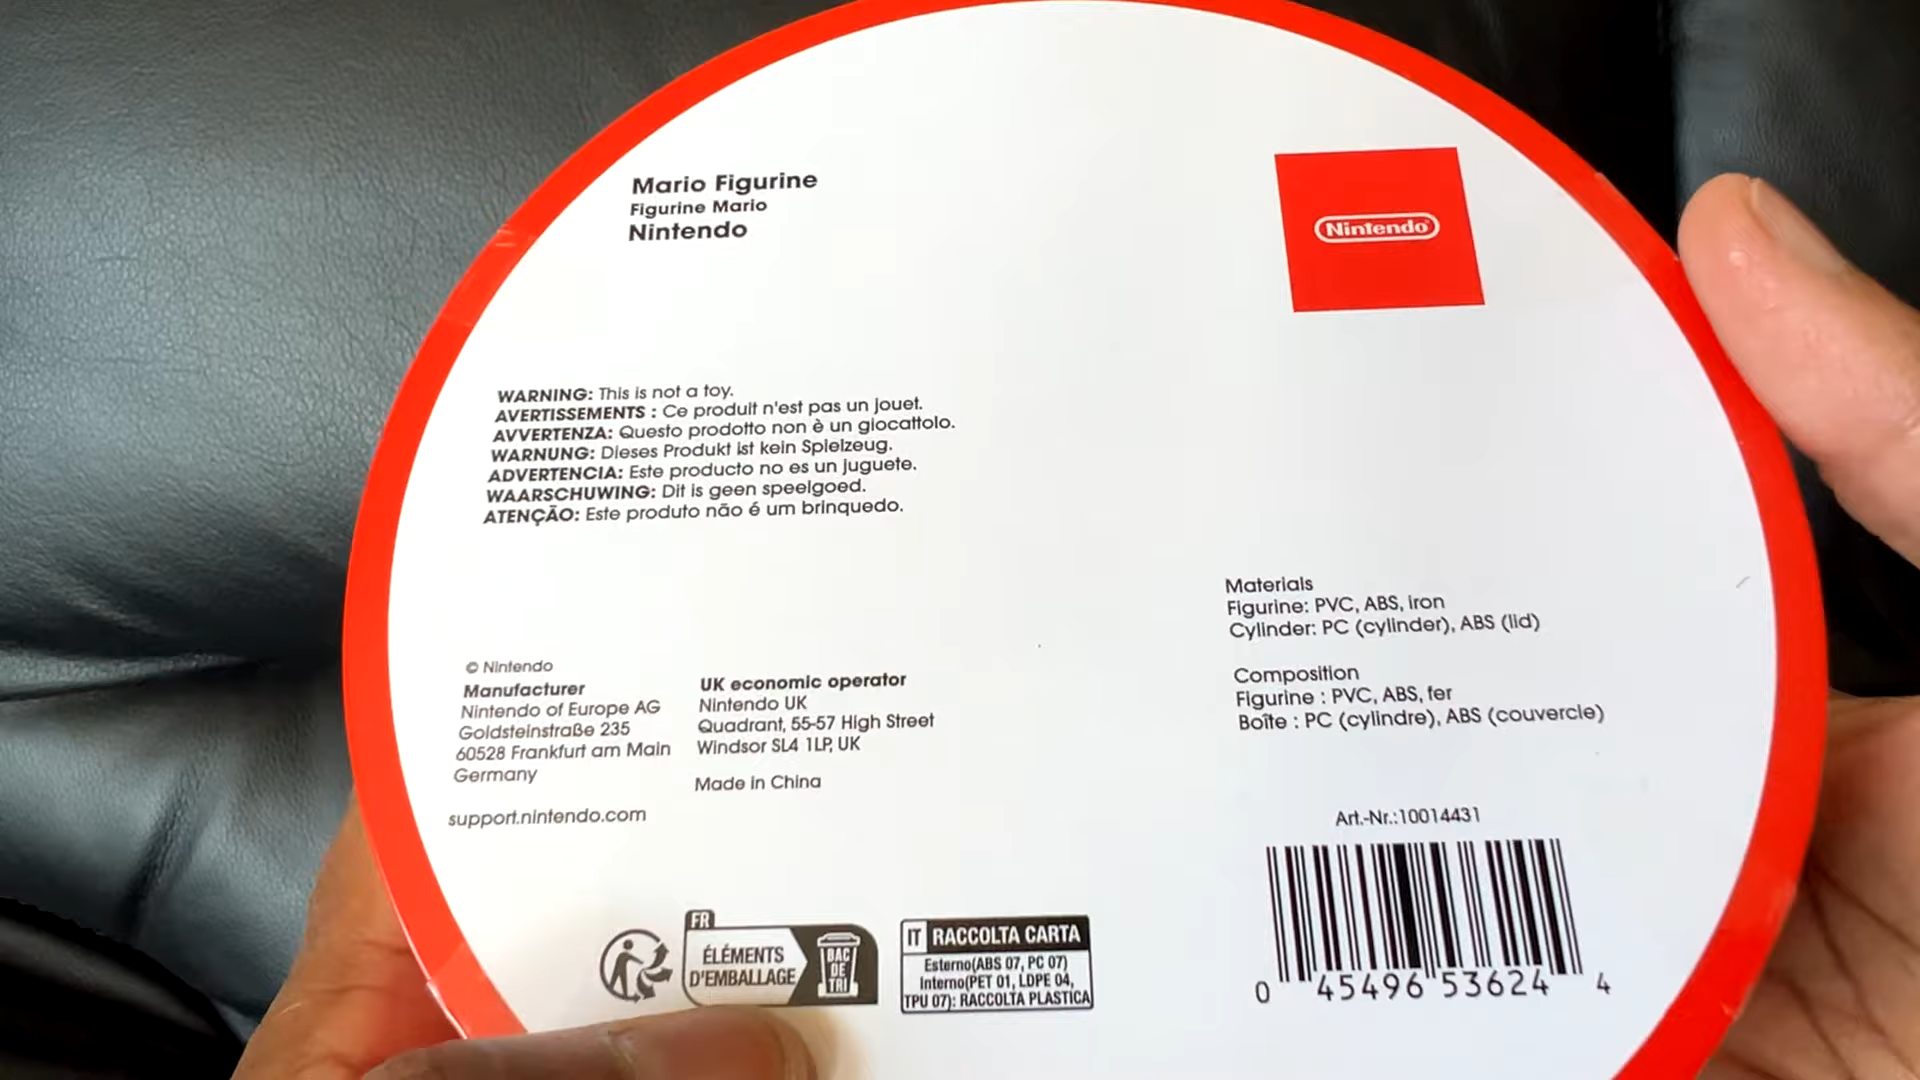 Mario Figurine
Figurine Mario
Nintendo
Nintendo
WARNING: This is not a toy.
AVERTISSEMENTS : Ce produit n'est pas un jouet.
AVVERTENZA: Questo prodotto non è un giocattolo.
WARNUNG: Dieses Produkt ist kein Spielzeug.
ADVERTENCIA: Este producto no es un juguete.
WAARSCHUWING: Dit is geen speelgoed.
ATENÇÃO: Este produto não é um brinquedo.
Materials
Figurine: PVC, ABS, iron
Cylinder: PC (cylinder), ABS (lid)
Composition
Figurine : PVC, ABS, fer
Boîte : PC (cylindre), ABS (couvercle)
© Nintendo
Manufacturer
Nintendo of Europe AG
Goldsteinstraße 235
60528 Frankfurt am Main
Germany
support.nintendo.com
UK economic operator
Nintendo UK
Quadrant, 55-57 High Street
Windsor SL4 1LP, UK
Made in China
Art.-Nr.:10014431
0 45496 53624 4
FR
ÉLÉMENTS
D'EMBALLAGE
BAC
DE
TRI
IT RACCOLTA CARTA
Esterno(ABS 07, PC 07)
Interno(PET 01, LDPE 04,
TPU 07): RACCOLTA PLASTICA